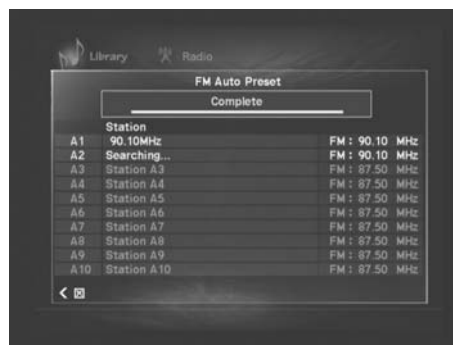 Library Radio
FM Auto Preset
Complete
Station
A1 90.10MHz FM : 90.10 MHz
A2 Searching... FM : 90.10 MHz
A3 Station A3 FM : 87.50 MHz
A4 Station A4 FM : 87.50 MHz
A5 Station A5 FM : 87.50 MHz
A6 Station A6 FM : 87.50 MHz
A7 Station A7 FM : 87.50 MHz
A8 Station A8 FM : 87.50 MHz
A9 Station A9 FM : 87.50 MHz
A10 Station A10 FM : 87.50 MHz